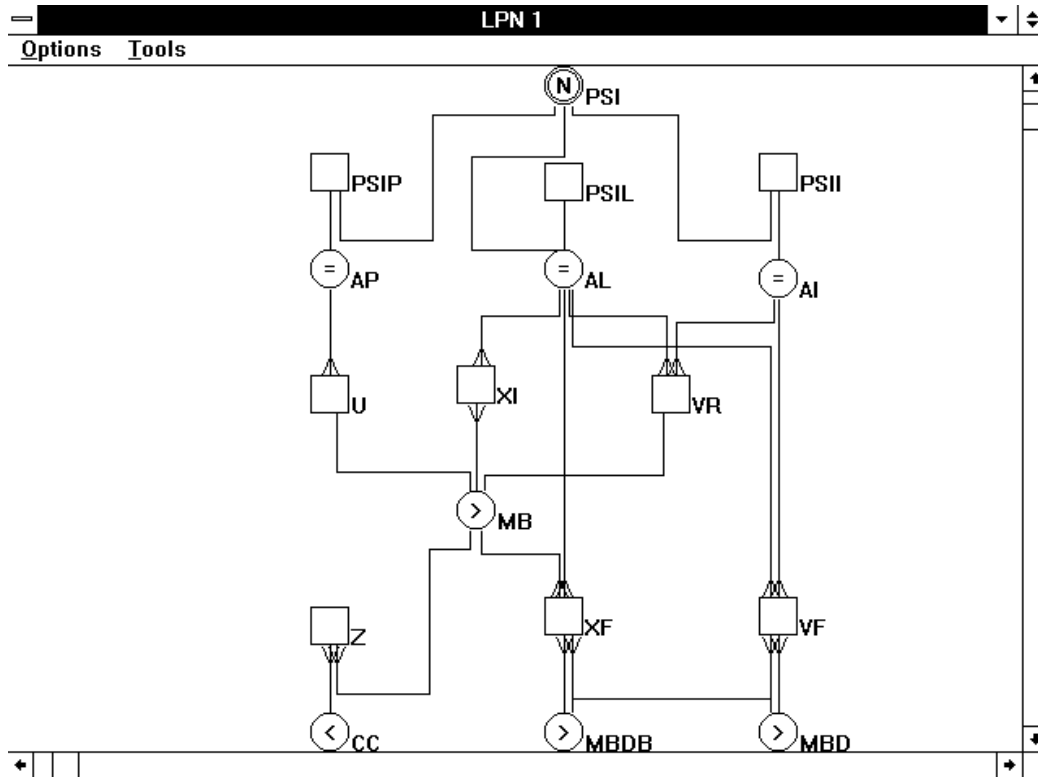 LPN 1
Options Tools
N PSI
PSIP
PSIL
PSII
= AP
= AL
= AI
U
XI
VR
> MB
Z
XF
VF
< CC
> MBDB
> MBD